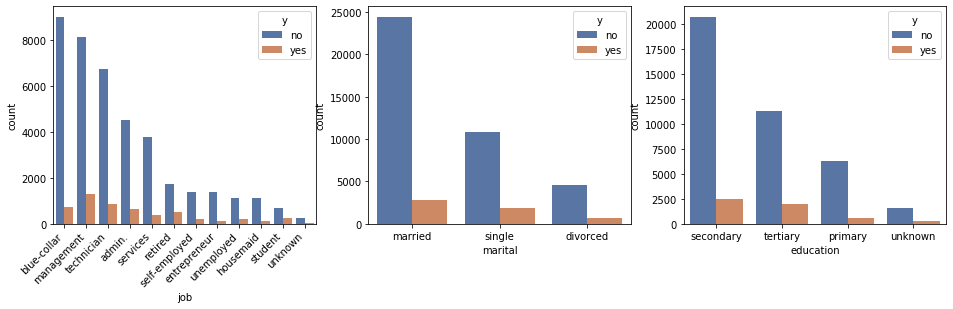 y
no
yes
8000
6000
4000
2000
0
count
blue-collar
management
technician
admin.
services
retired
self-employed
entrepreneur
unemployed
housemaid
student
unknown
job
y
no
yes
25000
20000
15000
10000
5000
0
count
married single divorced
marital
y
no
yes
20000
17500
15000
12500
10000
7500
5000
2500
0
count
secondary tertiary primary unknown
education